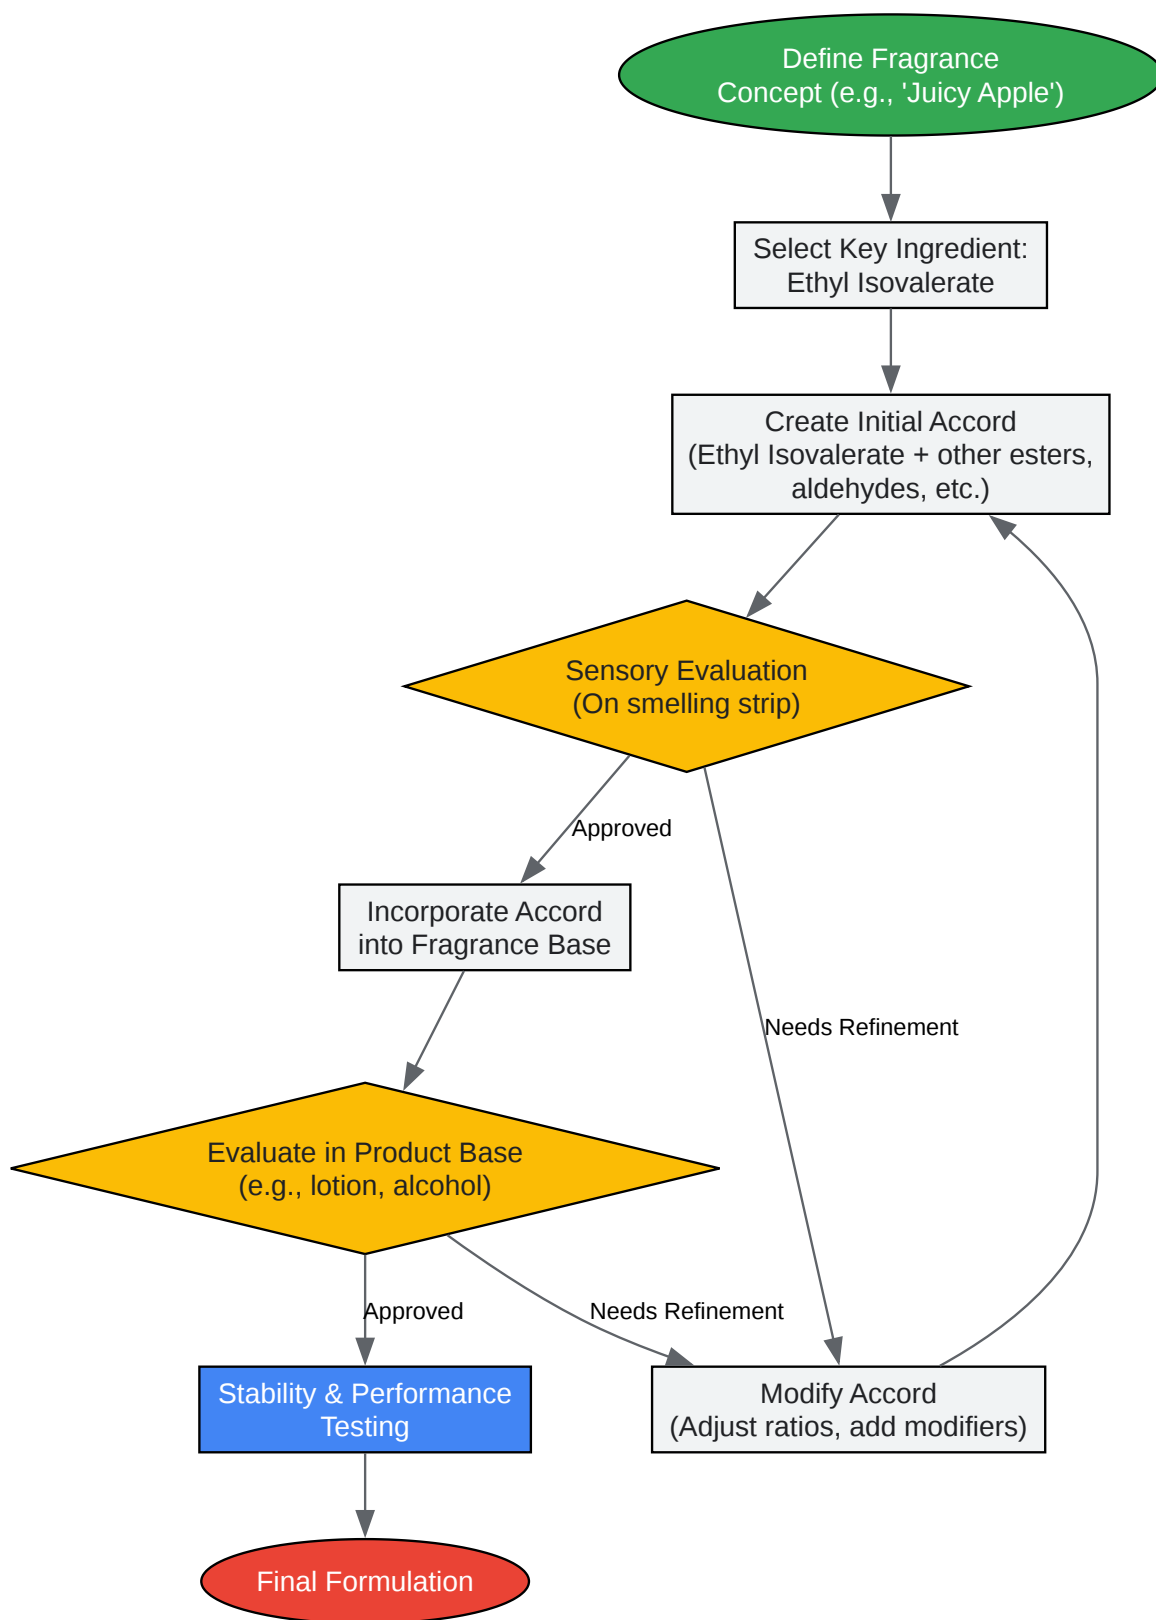 Define Fragrance
Concept (e.g., 'Juicy Apple')
Select Key Ingredient:
Ethyl Isovalerate
Create Initial Accord
(Ethyl Isovalerate + other esters,
aldehydes, etc.)
Sensory Evaluation
(On smelling strip)
Approved
Incorporate Accord
into Fragrance Base
Needs Refinement
Evaluate in Product Base
(e.g., lotion, alcohol)
Approved
Needs Refinement
Stability & Performance
Testing
Modify Accord
(Adjust ratios, add modifiers)
Final Formulation